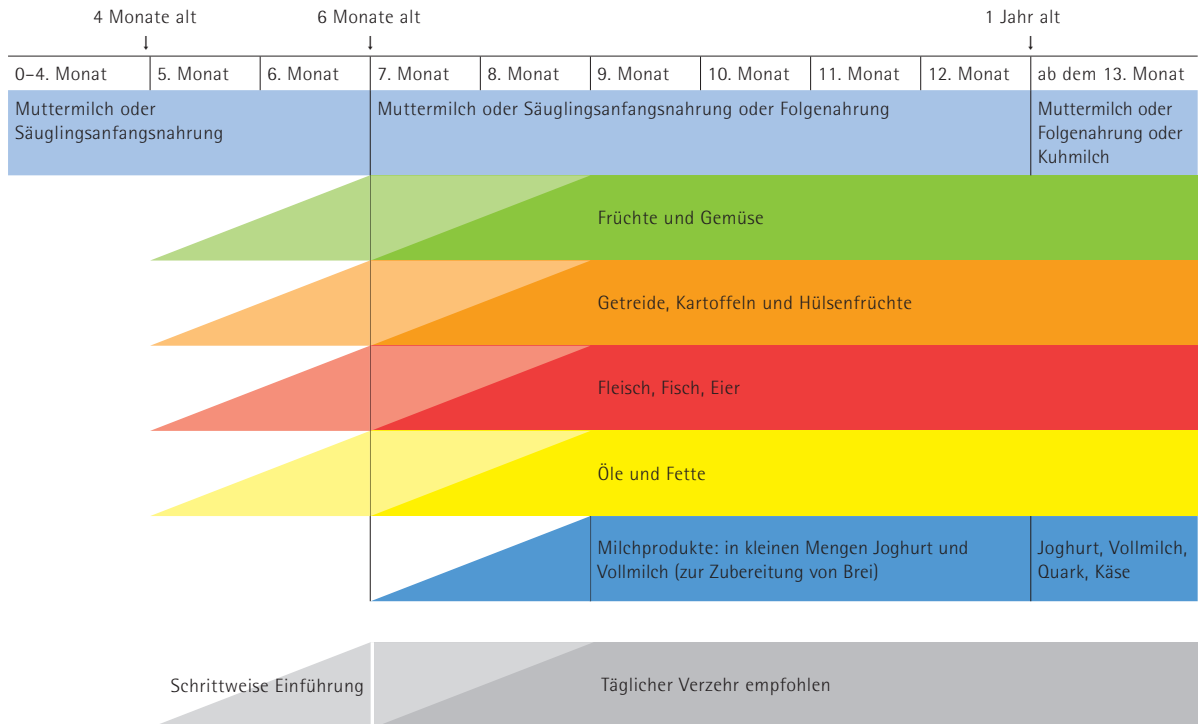 4 Monate alt
6 Monate alt
1 Jahr alt
0–4. Monat
5. Monat
6. Monat
7. Monat
8. Monat
9. Monat
10. Monat
11. Monat
12. Monat
ab dem 13. Monat
Muttermilch oder
Säuglingsanfangsnahrung
Muttermilch oder Säuglingsanfangsnahrung oder Folgenahrung
Muttermilch oder
Folgenahrung oder
Kuhmilch
Früchte und Gemüse
Getreide, Kartoffeln und Hülsenfrüchte
Fleisch, Fisch, Eier
Öle und Fette
Milchprodukte: in kleinen Mengen Joghurt und
Vollmilch (zur Zubereitung von Brei)
Joghurt, Vollmilch,
Quark, Käse
Schrittweise Einführung
Täglicher Verzehr empfohlen